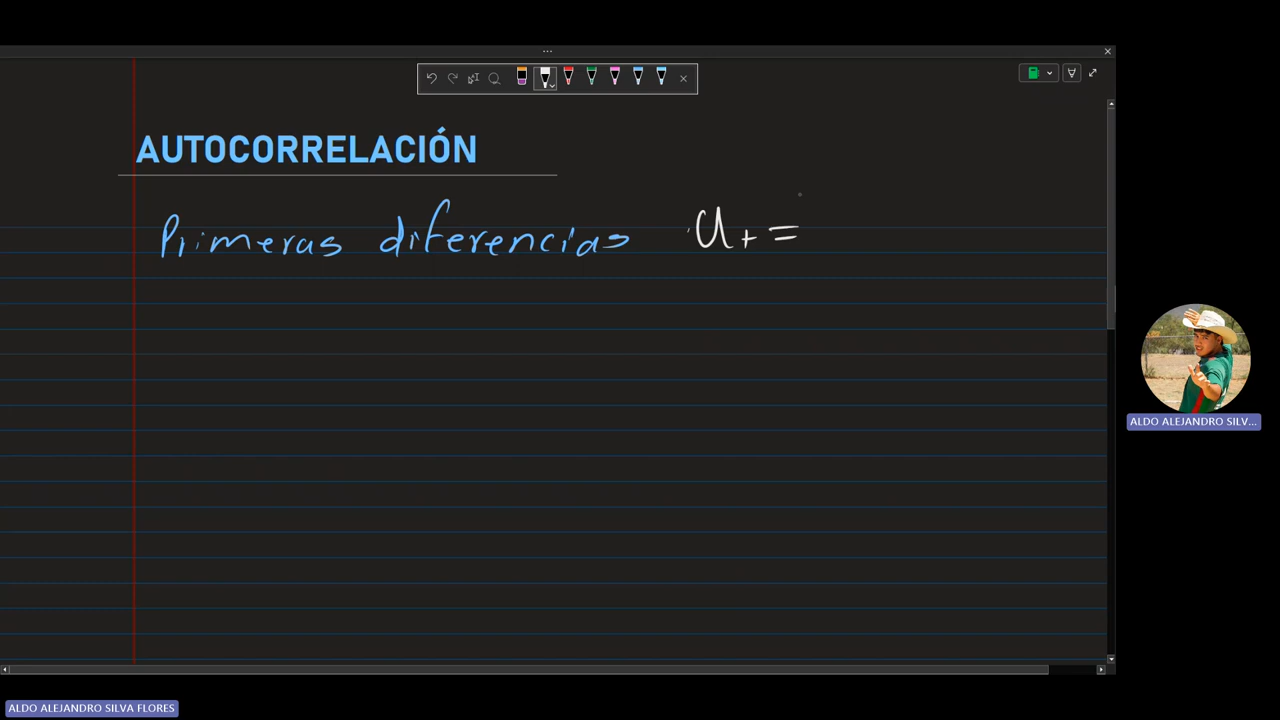 AUTOCORRELACIÓN
Primeras diferencias Ut =
ALDO ALEJANDRO SILV...
ALDO ALEJANDRO SILVA FLORES